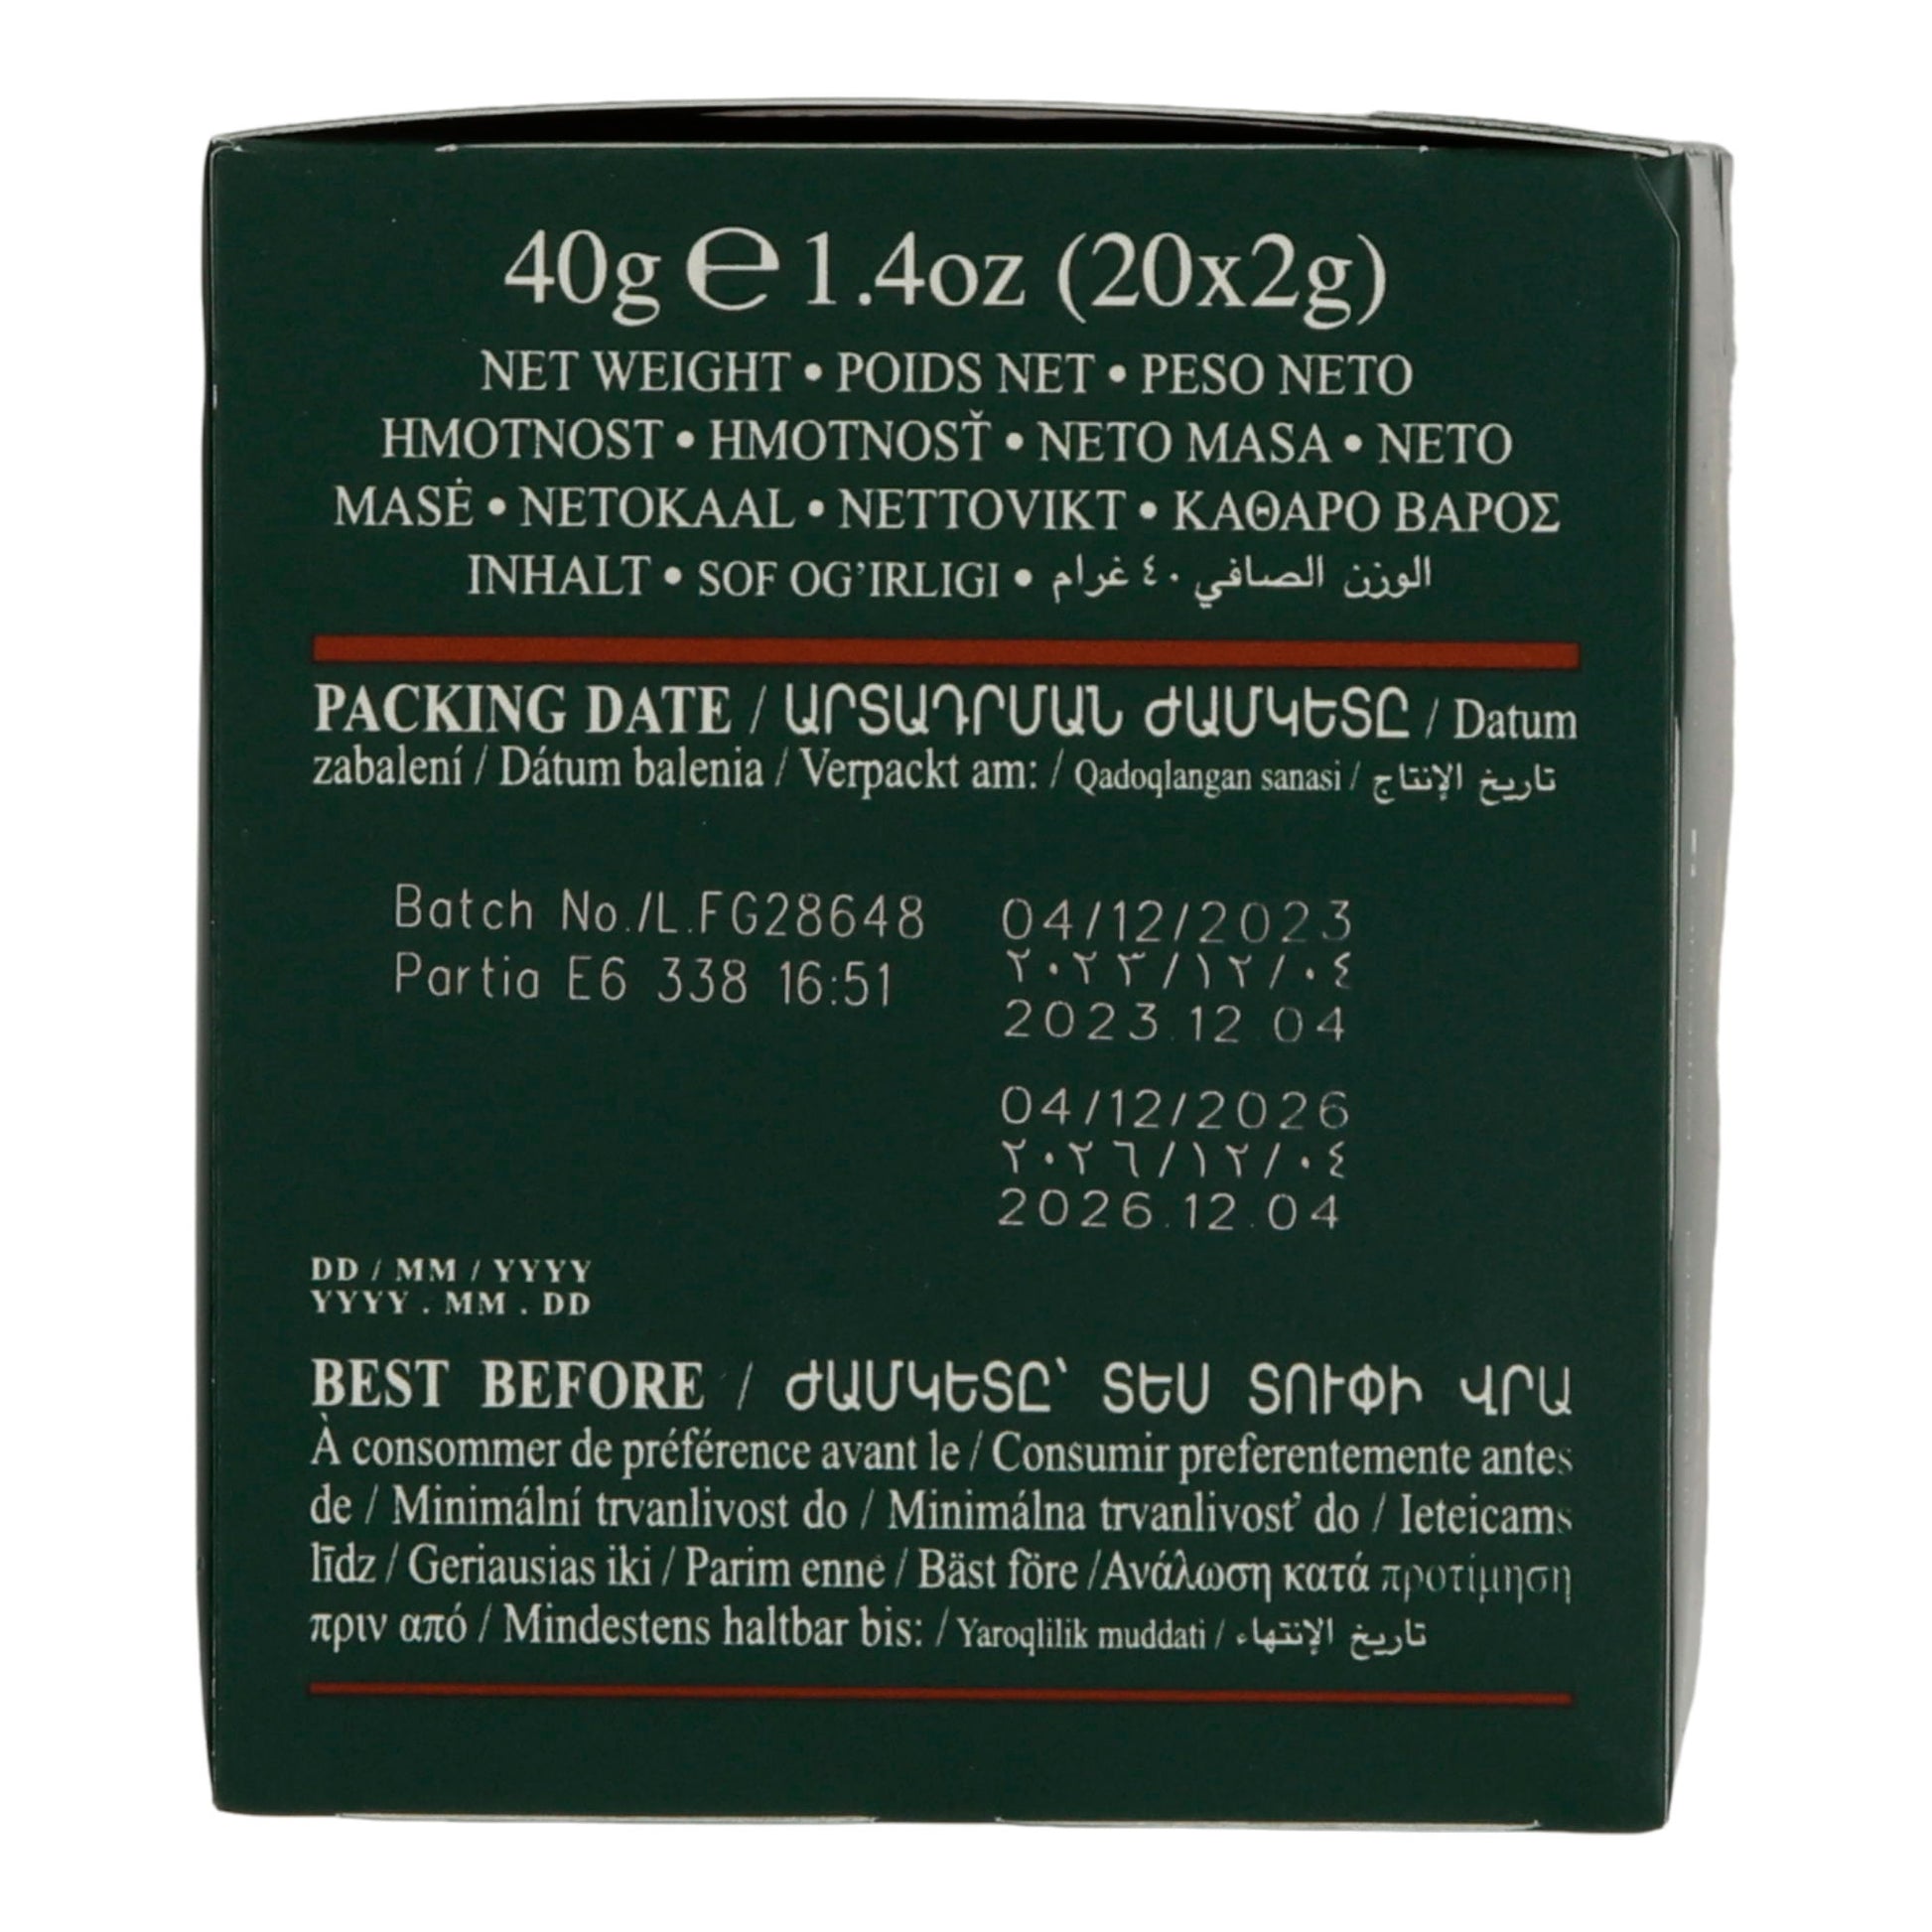 40g ℮ 1.4oz (20x2g)
NET WEIGHT • POIDS NET • PESO NETO
HMOTNOST • HMOTNOSŤ • NETO MASA • NETO
MASĖ • NETOKAAL • NETTOVIKT • ΚΑΘΑΡΟ ΒΑΡΟΣ
INHALT • SOF OG’IRLIGI • الوزن الصافي ٤٠ غرام
PACKING DATE / ԱՐՏԱԴՐՄԱՆ ԺԱՄԿԵՏԸ / Datum
zabalení / Dátum balenia / Verpackt am: / Qadoqlangan sanasi / تاريخ الإنتاج
Batch No./L.FG28648 04/12/2023
Partia E6 338 16:51 ٢٠٢٣/١٢/٠٤
2023.12.04
04/12/2026
٢٠٢٦/١٢/٠٤
2026.12.04
DD / MM / YYYY
YYYY . MM . DD
BEST BEFORE / ԺԱՄԿԵՏԸ՝ ՏԵՍ ՏՈՒՓԻ ՎՐԱ
À consommer de préférence avant le / Consumir preferentemente antes
de / Minimální trvanlivost do / Minimálna trvanlivosť do / Ieteicams
līdz / Geriausias iki / Parim enne / Bäst före /Ανάλωση κατά προτίμηση
πριν από / Mindestens haltbar bis: / Yaroqlilik muddati / تاريخ الإنتهاء